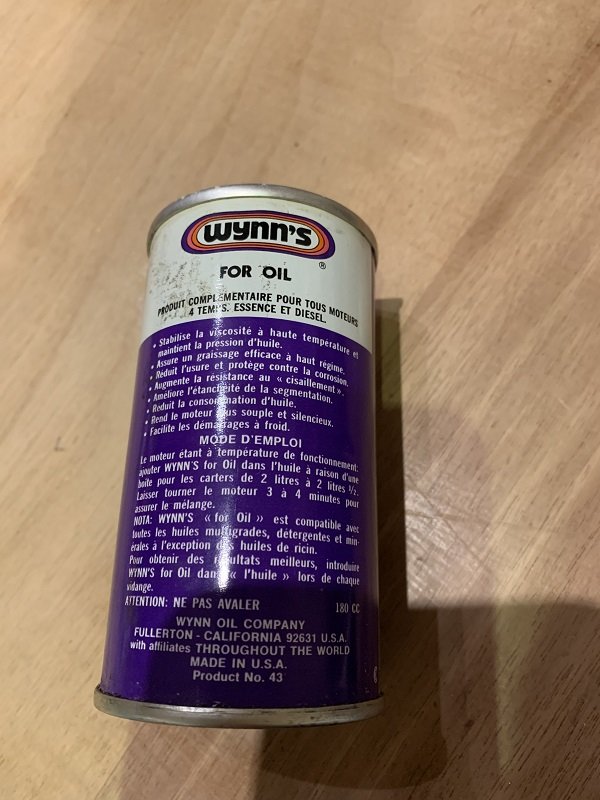 wynn's
®
FOR OIL
PRODUIT COMPLÉMENTAIRE POUR TOUS MOTEURS
4 TEMPS. ESSENCE ET DIESEL.
• Stabilise la viscosité à haute température et
maintient la pression d'huile.
• Assure un graissage efficace à haut régime.
• Réduit l'usure et protège contre la corrosion.
• Augmente la résistance au « cisaillement ».
• Améliore l'étanchéité de la segmentation.
• Réduit la consommation d'huile.
• Rend le moteur plus souple et silencieux.
• Facilite les démarrages à froid.
MODE D'EMPLOI
Le moteur étant à température de fonctionnement:
ajouter WYNN'S for Oil dans l'huile à raison d'une
boîte pour les carters de 2 litres à 2 litres ½.
Laisser tourner le moteur 3 à 4 minutes pour
assurer le mélange.
NOTA: WYNN'S « for Oil » est compatible avec
toutes les huiles multigrades, détergentes et min-
érales à l'exception des huiles de ricin.
Pour obtenir des résultats meilleurs, introduire
WYNN'S for Oil dans « l'huile » lors de chaque
vidange.
ATTENTION: NE PAS AVALER 180 CC
WYNN OIL COMPANY
FULLERTON - CALIFORNIA 92631 U.S.A.
with affiliates THROUGHOUT THE WORLD
MADE IN U.S.A.
Product No. 43